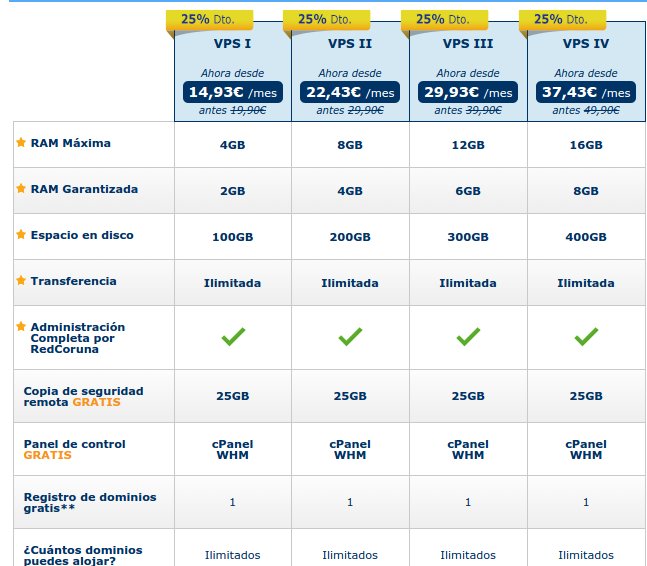 25% Dto. 25% Dto. 25% Dto. 25% Dto.
VPS I VPS II VPS III VPS IV
Ahora desde Ahora desde Ahora desde Ahora desde
14,93€ /mes 22,43€ /mes 29,93€ /mes 37,43€ /mes
antes 19,90€ antes 29,90€ antes 39,90€ antes 49,90€
RAM Máxima 4GB 8GB 12GB 16GB
RAM Garantizada 2GB 4GB 6GB 8GB
Espacio en disco 100GB 200GB 300GB 400GB
Transferencia Ilimitada Ilimitada Ilimitada Ilimitada
Administración
Completa por
RedCoruna
Copia de seguridad
remota GRATIS 25GB 25GB 25GB 25GB
Panel de control cPanel cPanel cPanel cPanel
GRATIS WHM WHM WHM WHM
Registro de dominios
gratis** 1 1 1 1
¿Cuántos dominios
puedes alojar? Ilimitados Ilimitados Ilimitados Ilimitados